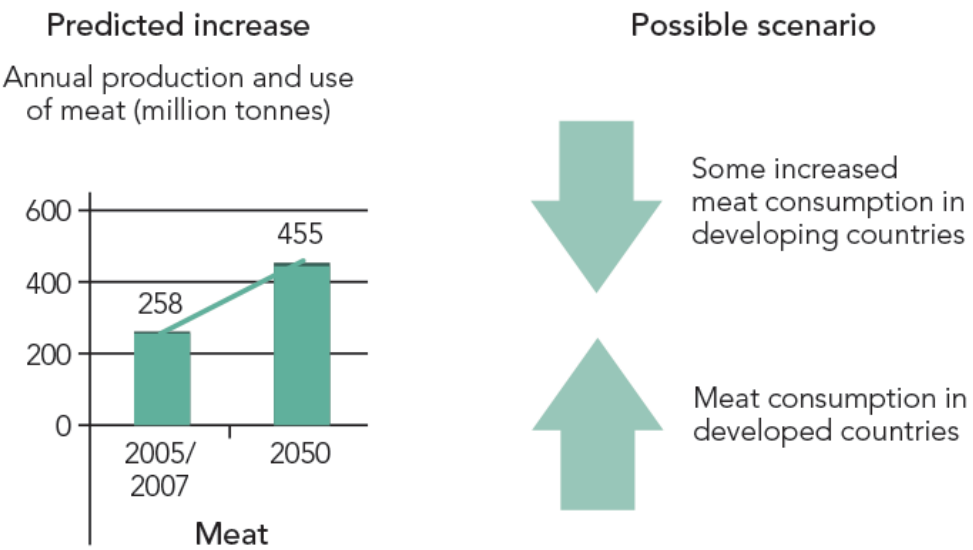 Predicted increase
Annual production and use
of meat (million tonnes)
600
400
200
0
258
455
2005/
2007
2050
Meat
Possible scenario
Some increased
meat consumption in
developing countries
Meat consumption in
developed countries